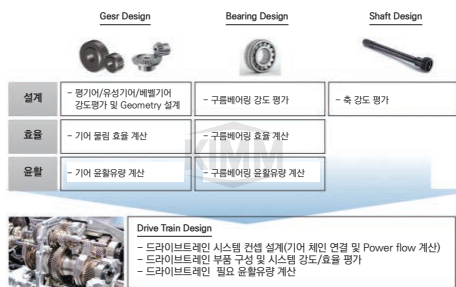 Gesr Design
Bearing Design
Shaft Design
설계
- 평기어/유성기어/베벨기어
강도평가 및 Geometry 설계
- 구름베어링 강도 평가
- 축 강도 평가
효율
- 기어 물림 효율 계산
- 구름베어링 효율 계산
윤활
- 기어 윤활유량 계산
- 구름베어링 윤활유량 계산
KIMM
Drive Train Design
- 드라이브트레인 시스템 컨셉 설계(기어 체인 연결 및 Power flow 계산)
- 드라이브트레인 부품 구성 및 시스템 강도/효율 평가
- 드라이브트레인 필요 윤활유량 계산